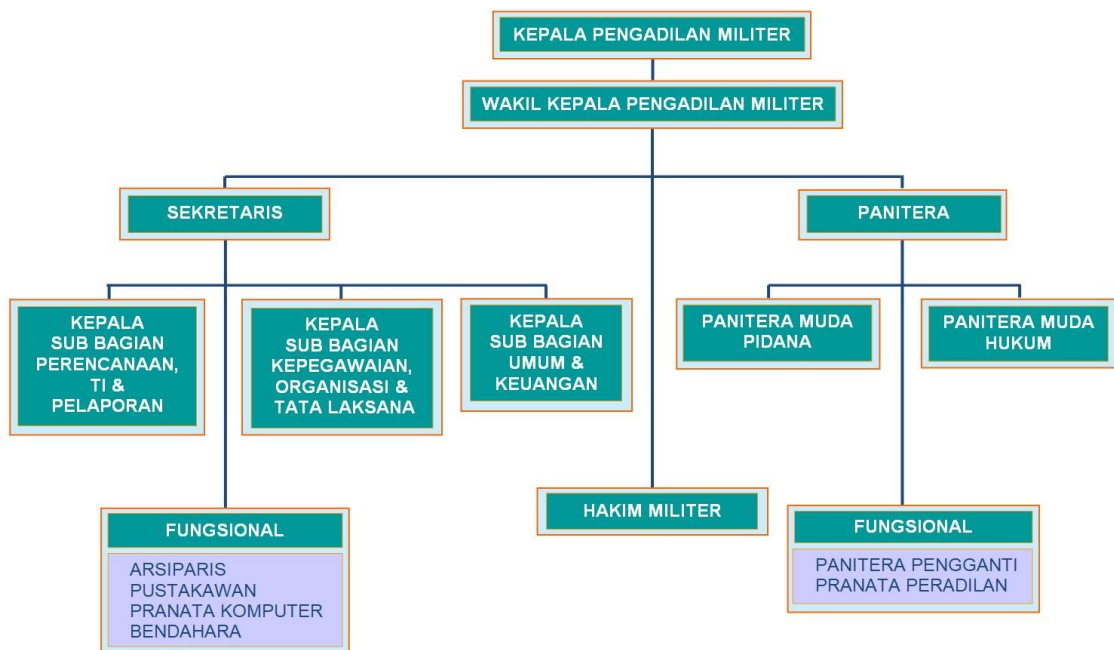 KEPALA PENGADILAN MILITER
WAKIL KEPALA PENGADILAN MILITER
SEKRETARIS
PANITERA
KEPALA
SUB BAGIAN
PERENCANAAN,
TI &
PELAPORAN
KEPALA
SUB BAGIAN
KEPEGAWAIAN,
ORGANISASI &
TATA LAKSANA
KEPALA
SUB BAGIAN
UMUM &
KEUANGAN
PANITERA MUDA
PIDANA
PANITERA MUDA
HUKUM
FUNGSIONAL
ARSIPARIS
PUSTAKAWAN
PRANATA KOMPUTER
BENDAHARA
HAKIM MILITER
FUNGSIONAL
PANITERA PENGGANTI
PRANATA PERADILAN